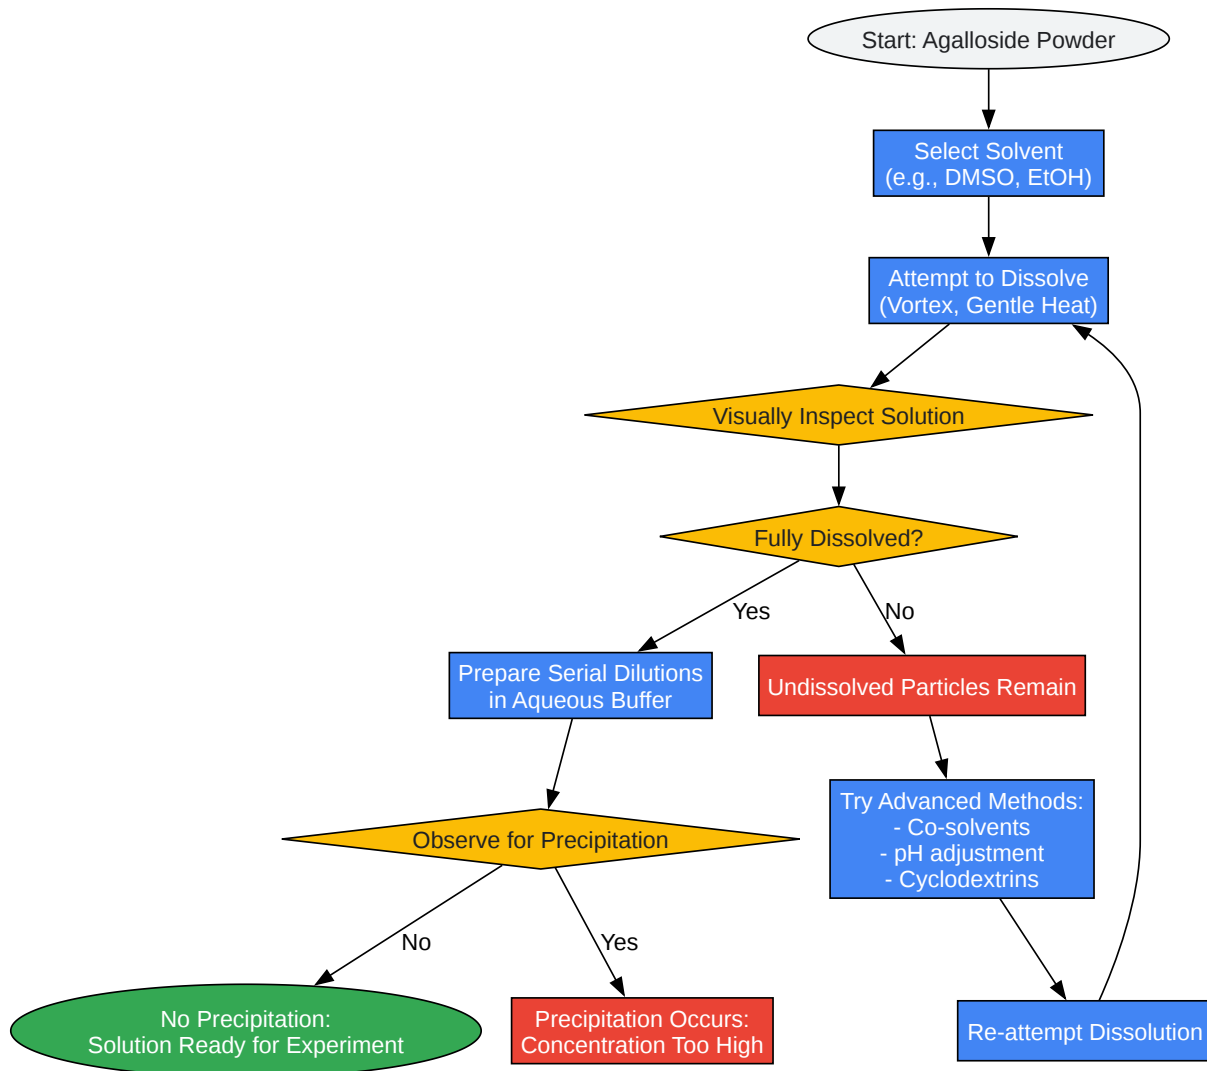 Start: Agalloside Powder
Select Solvent
(e.g., DMSO, EtOH)
Attempt to Dissolve
(Vortex, Gentle Heat)
Visually Inspect Solution
Fully Dissolved?
Yes
No
Prepare Serial Dilutions
in Aqueous Buffer
Undissolved Particles Remain
Try Advanced Methods:
- Co-solvents
- pH adjustment
- Cyclodextrins
Observe for Precipitation
No
Yes
No Precipitation:
Solution Ready for Experiment
Precipitation Occurs:
Concentration Too High
Re-attempt Dissolution